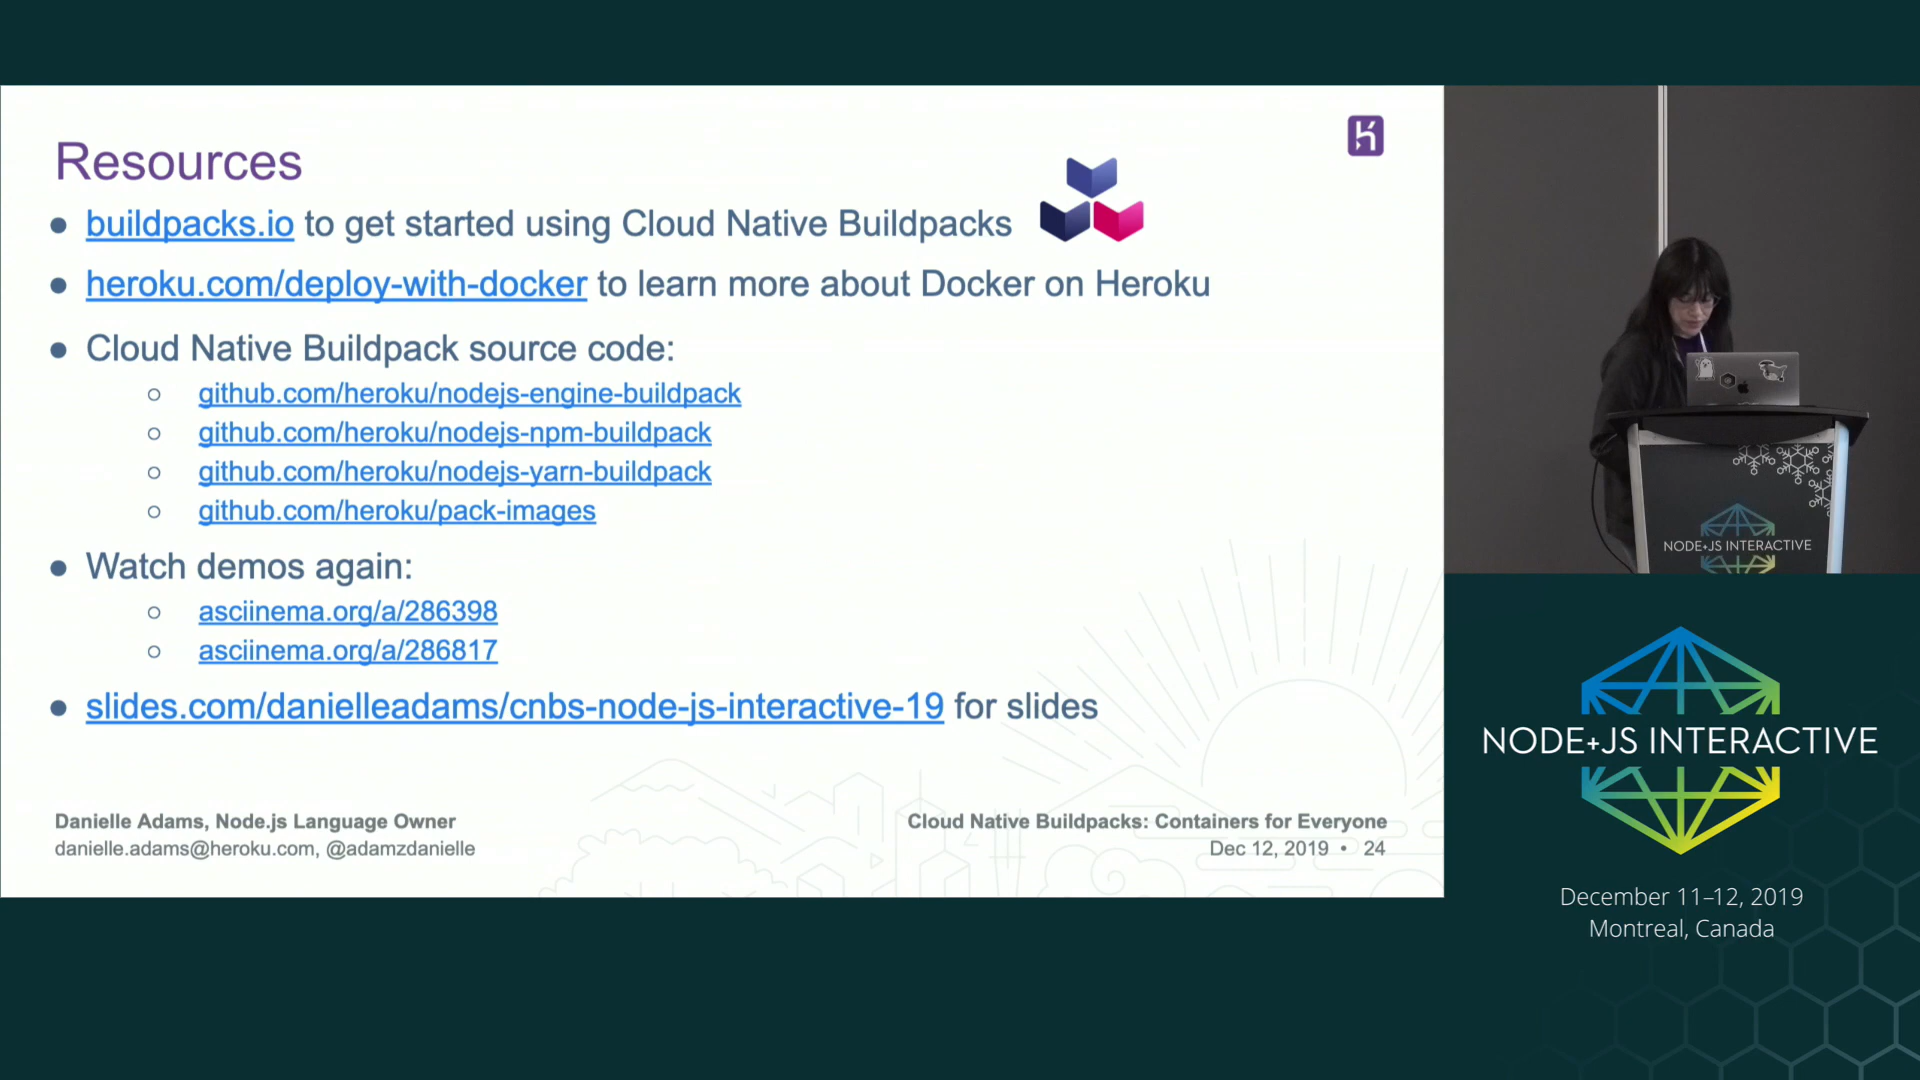 Resources
● buildpacks.io to get started using Cloud Native Buildpacks
● heroku.com/deploy-with-docker to learn more about Docker on Heroku
● Cloud Native Buildpack source code:
○ github.com/heroku/nodejs-engine-buildpack
○ github.com/heroku/nodejs-npm-buildpack
○ github.com/heroku/nodejs-yarn-buildpack
○ github.com/heroku/pack-images
● Watch demos again:
○ asciinema.org/a/286398
○ asciinema.org/a/286817
● slides.com/danielleadams/cnbs-node-js-interactive-19 for slides
Danielle Adams, Node.js Language Owner
danielle.adams@heroku.com, @adamzdanielle
Cloud Native Buildpacks: Containers for Everyone
Dec 12, 2019 • 24
NODE+JS INTERACTIVE
NODE+JS INTERACTIVE
December 11–12, 2019
Montreal, Canada